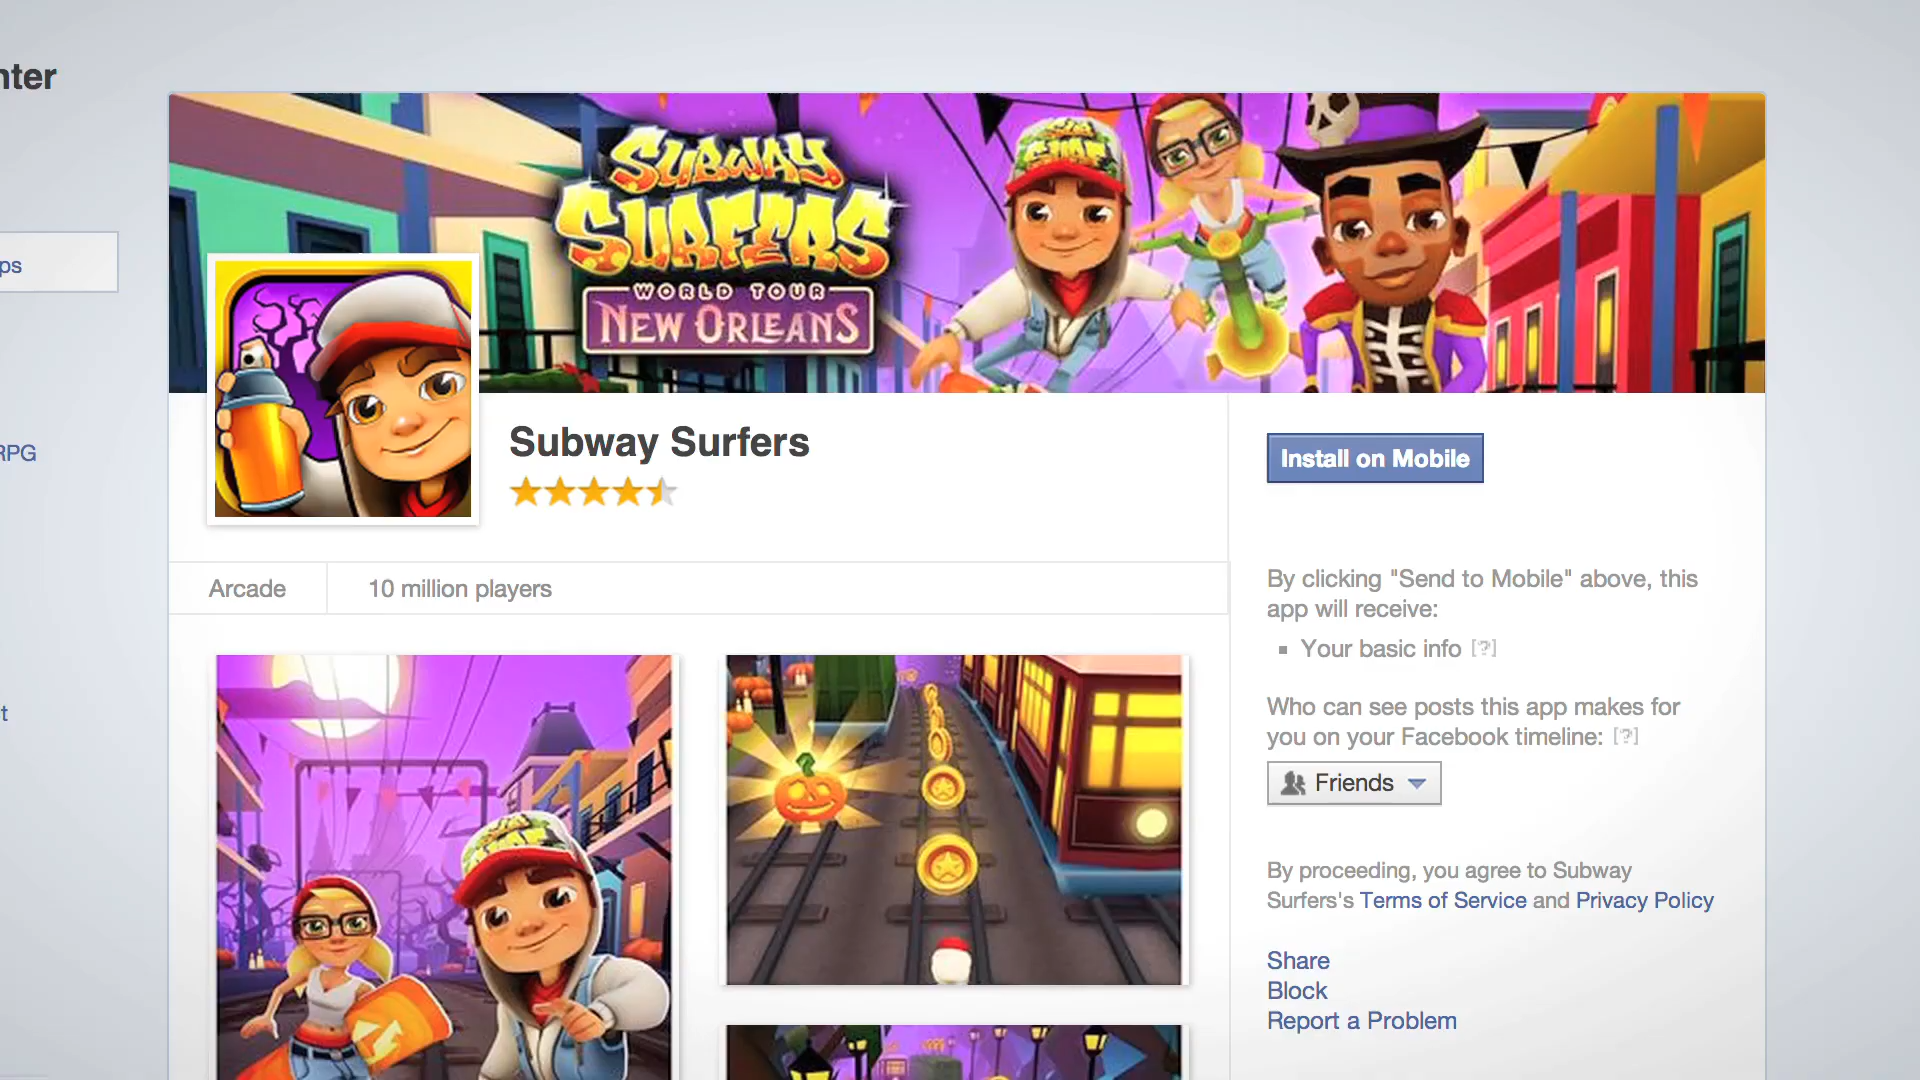 nter
ps
RPG
t
SUBWAY
SURFERS
WORLD TOUR
NEW ORLEANS
SURF
Subway Surfers
Arcade
10 million players
Install on Mobile
By clicking "Send to Mobile" above, this
app will receive:
Your basic info [?]
Who can see posts this app makes for
you on your Facebook timeline: [?]
Friends
By proceeding, you agree to Subway
Surfers's Terms of Service and Privacy Policy
Share
Block
Report a Problem